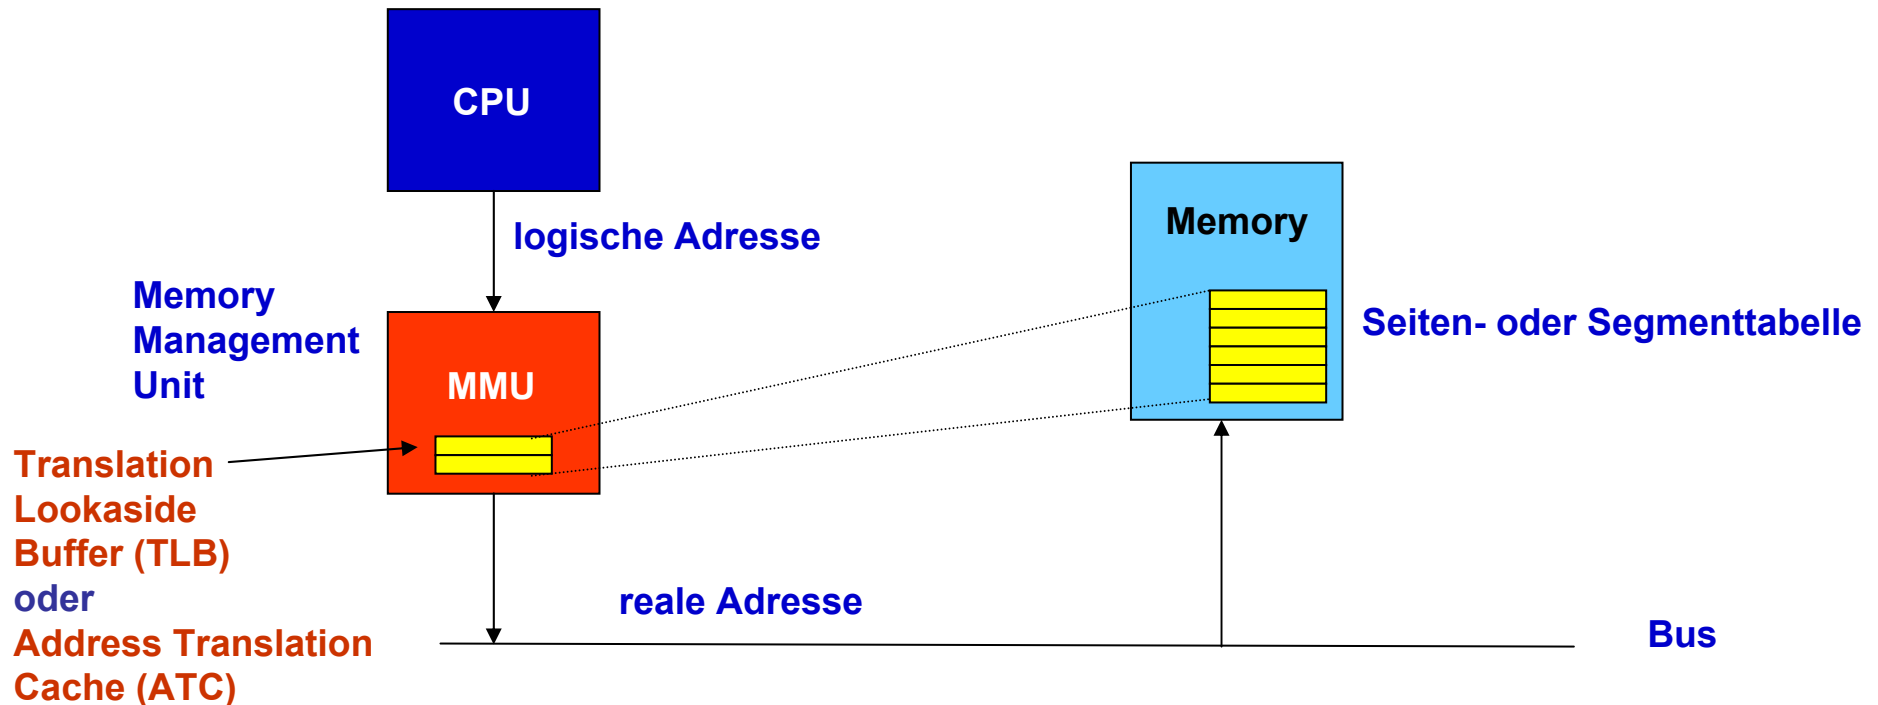 CPU
logische Adresse
Memory
Memory
Management
Unit
Seiten- oder Segmenttabelle
MMU
Translation
Lookaside
Buffer (TLB)
oder
Address Translation
Cache (ATC)
reale Adresse
Bus